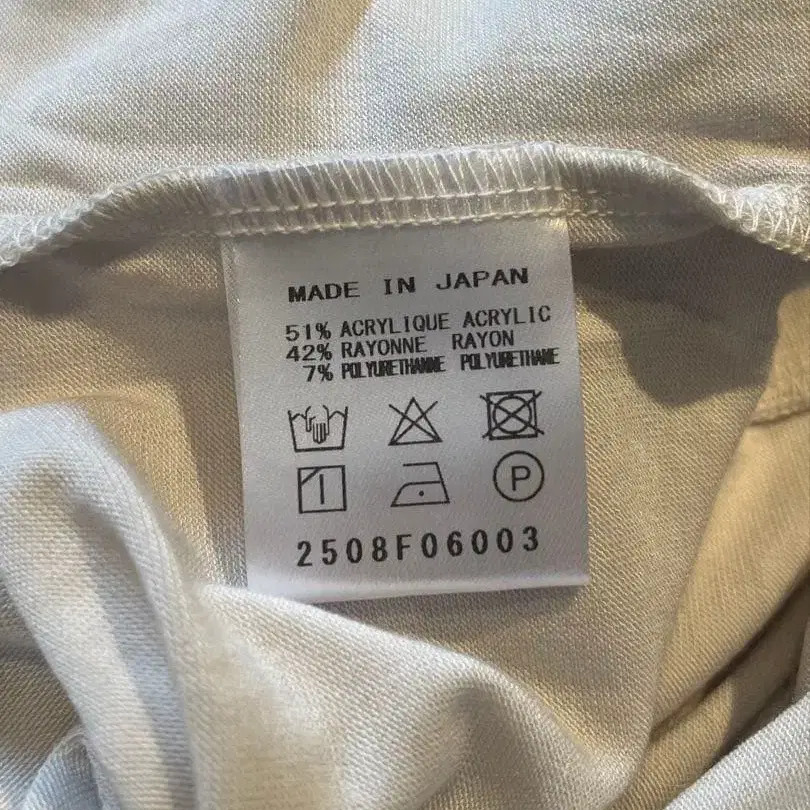 MADE IN JAPAN
51% ACRYLIQUE ACRYLIC
42% RAYONNE RAYON
7% POLYURETHANNE POLYURETHANE
P
2508F06003